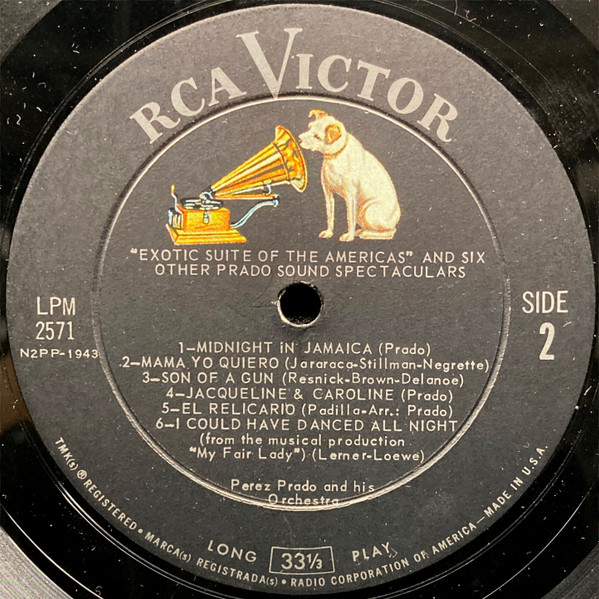 RCA VICTOR
"EXOTIC SUITE OF THE AMERICAS" AND SIX
OTHER PRADO SOUND SPECTACULARS
LPM
2571
N2PP-1943
SIDE
2
1-MIDNIGHT iN JAMAICA (Prado)
2-MAMA YO QUIERO (Jararaca-Stillman-Negrette)
3-SON OF A GUN (Resnick-Brown-Delanoe)
4-JACQUELINE & CAROLINE (Prado)
5-EL RELICARIO (Padilla-Arr.: Prado)
6-I COULD HAVE DANCED ALL NIGHT
(from the musical production
"My Fair Lady") (Lerner-Loewe)
Perez Prado and his
Orchestra
LONG 33⅓ PLAY
TMK(s) ® REGISTERED • MARCA(s) REGISTRADA(s) • RADIO CORPORATION OF AMERICA—MADE IN U.S.A.